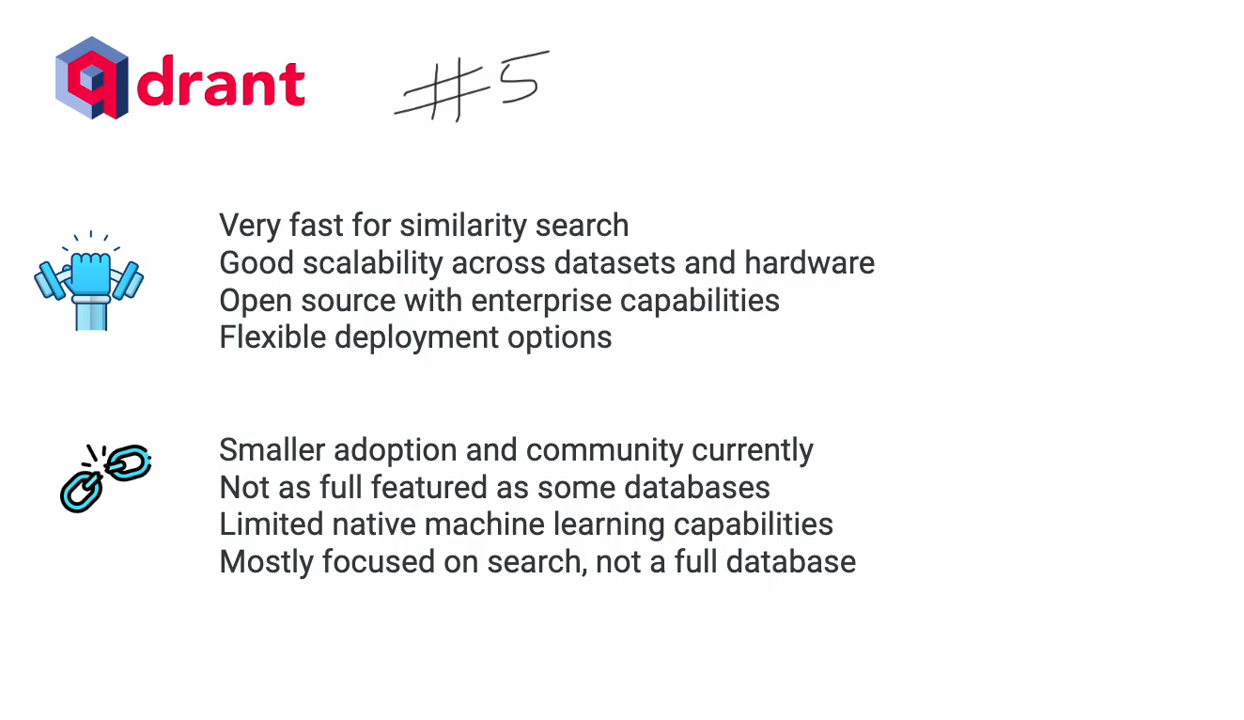 qdrant #5
Very fast for similarity search
Good scalability across datasets and hardware
Open source with enterprise capabilities
Flexible deployment options
Smaller adoption and community currently
Not as full featured as some databases
Limited native machine learning capabilities
Mostly focused on search, not a full database